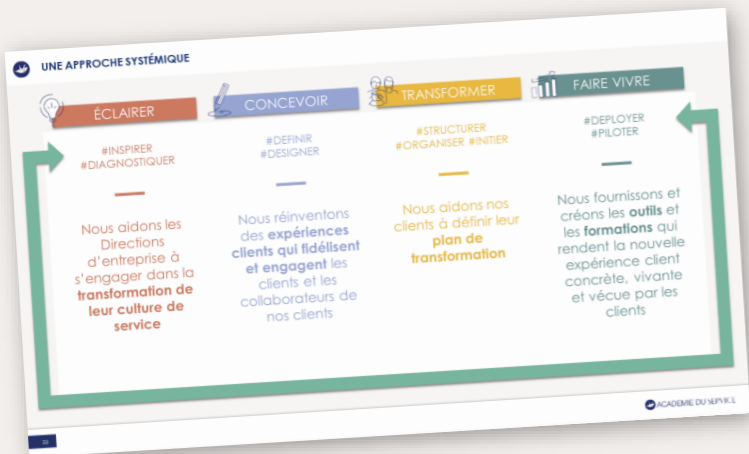 UNE APPROCHE SYSTÉMIQUE
ÉCLAIRER
#INSPIRER
#DIAGNOSTIQUER
Nous aidons les
Directions
d'entreprise à
s'engager dans la
transformation de
leur culture de
service
CONCEVOIR
#DEFINIR
#DESIGNER
Nous réinventons
des expériences
clients qui fidélisent
et engagent les
clients et les
collaborateurs de
nos clients
TRANSFORMER
#STRUCTURER
#ORGANISER #INITIER
Nous aidons nos
clients à définir leur
plan de
transformation
FAIRE VIVRE
#DEPLOYER
#PILOTER
Nous fournissons et
créons les outils et
les formations qui
rendent la nouvelle
expérience client
concrète, vivante
et vécue par les
clients
ACADEMIE DU SERVICE